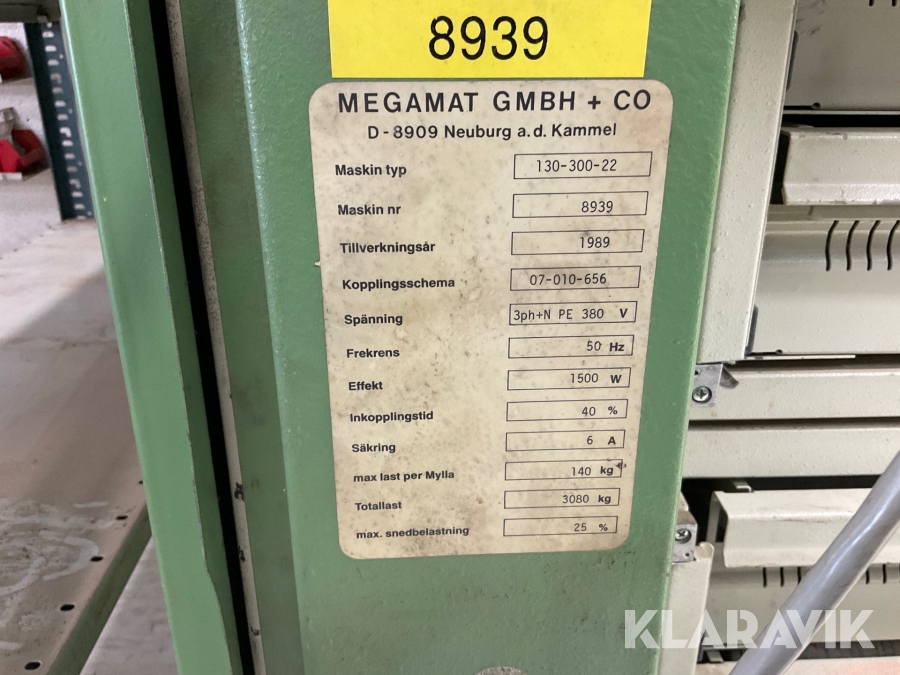 8939
MEGAMAT GMBH + CO
D-8909 Neuburg a.d. Kammel
Maskin typ 130-300-22
Maskin nr 8939
Tillverkningsår 1989
Kopplingsschema 07-010-656
Spänning 3ph+N PE 380 V
Frekrens 50 Hz
Effekt 1500 W
Inkopplingstid 40 %
Säkring 6 A
max last per Mylla 140 kg
Totallast 3080 kg
max. snedbelastning 25 %
KLARAVIK